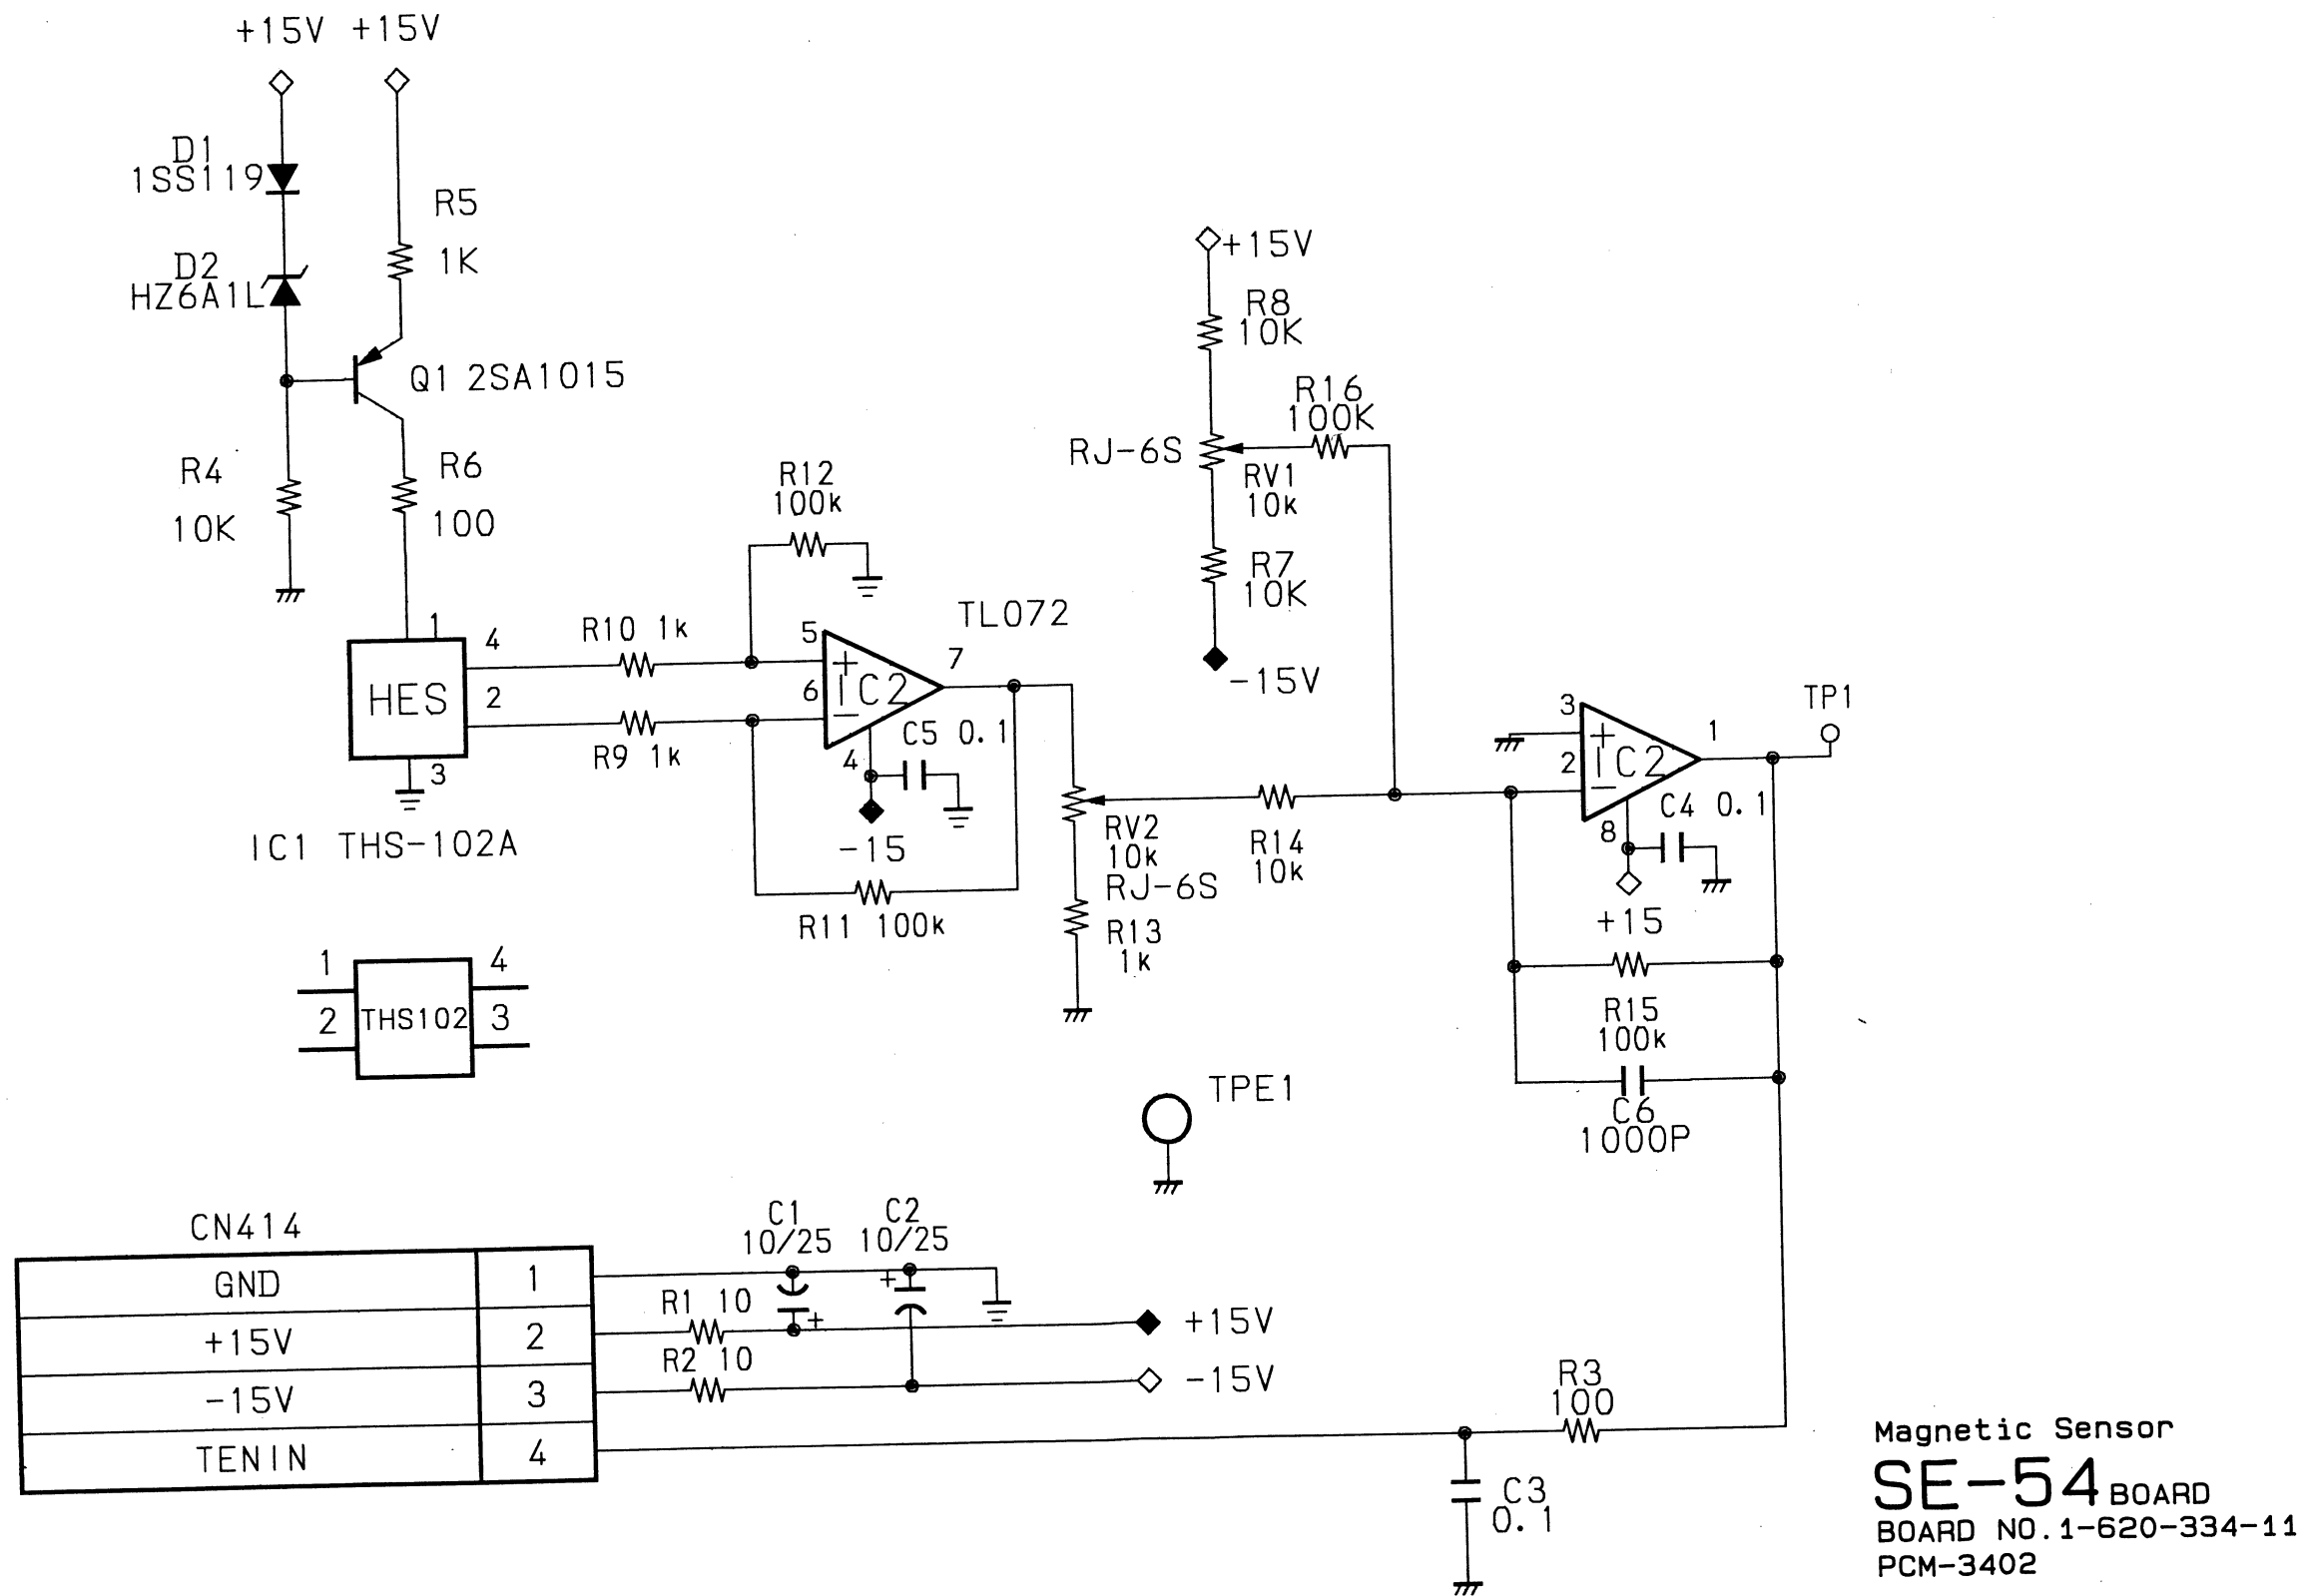 +15V +15V
D1
1SS119
R5
1K
D2
HZ6A1L
Q1 2SA1015
R4
10K
R6
100
+15V
R8
10K
R16
100K
RJ-6S
RV1
10k
R7
10K
-15V
R12
100k
TL072
R10 1k
R9 1k
1
4
2
3
HES
IC1 THS-102A
5
6
7
4
+
IC2
-
C5 0.1
-15
R11 100k
RV2
10k
RJ-6S
R13
1k
R14
10k
3
2
1
8
+
IC2
-
TP1
C4 0.1
+15
R15
100k
C6
1000P
1
2
THS102
4
3
TPE1
CN414
GND 1
+15V 2
-15V 3
TENIN 4
C1
10/25
C2
10/25
+
+
R1 10
R2 10
+15V
-15V
R3
100
C3
0.1
Magnetic Sensor
SE-54 BOARD
BOARD NO.1-620-334-11
PCM-3402